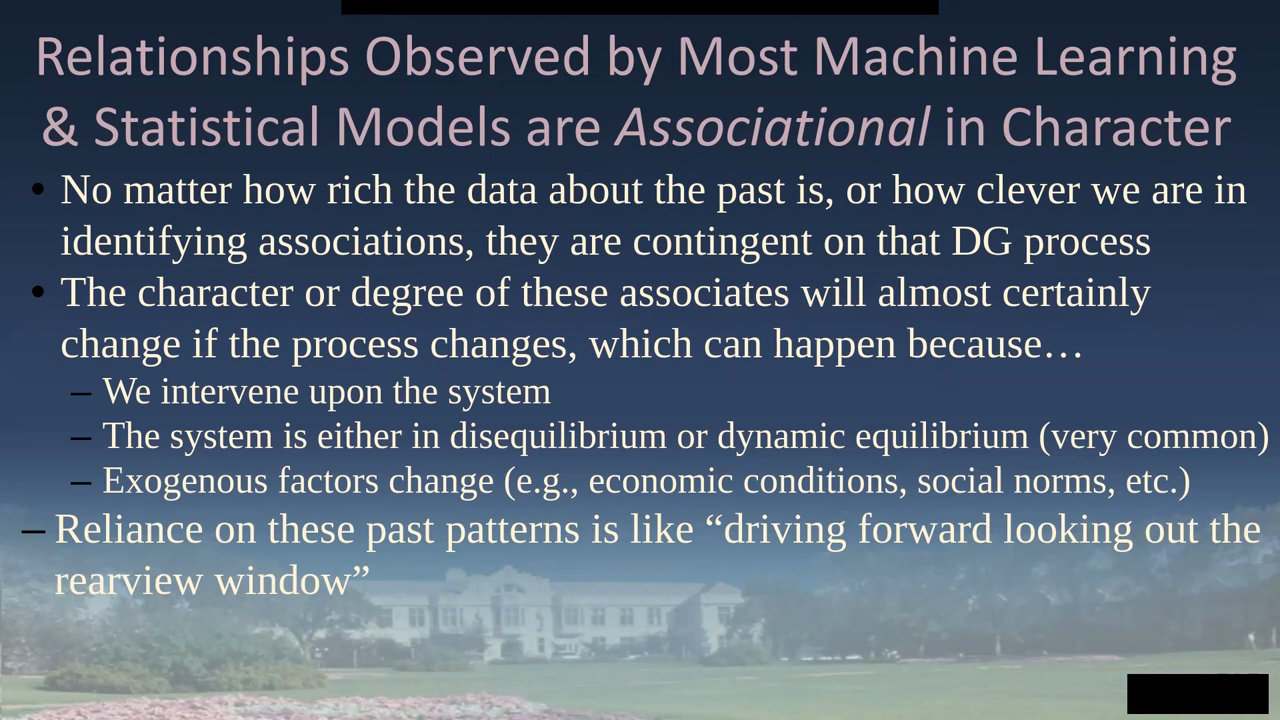 Relationships Observed by Most Machine Learning
& Statistical Models are Associational in Character
• No matter how rich the data about the past is, or how clever we are in
identifying associations, they are contingent on that DG process
• The character or degree of these associates will almost certainly
change if the process changes, which can happen because…
– We intervene upon the system
– The system is either in disequilibrium or dynamic equilibrium (very common)
– Exogenous factors change (e.g., economic conditions, social norms, etc.)
– Reliance on these past patterns is like “driving forward looking out the
rearview window”